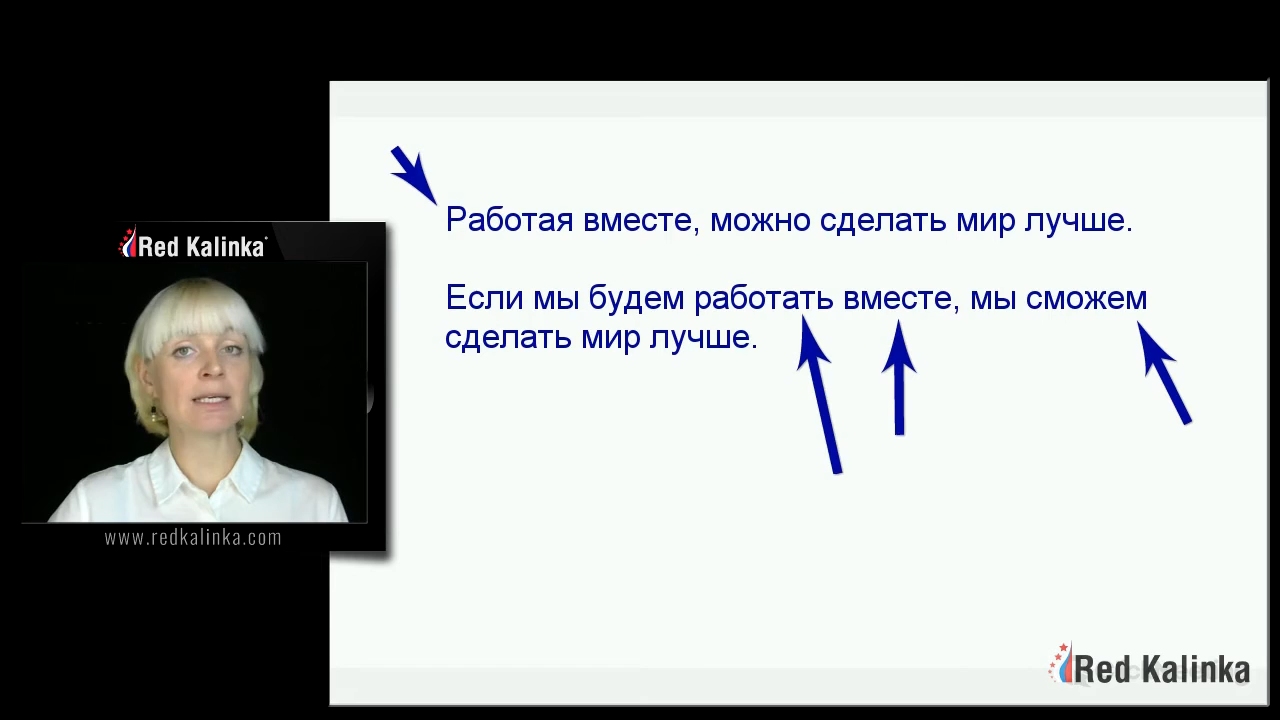 Red Kalinka
www.redkalinka.com
Работая вместе, можно сделать мир лучше.
Если мы будем работать вместе, мы сможем
сделать мир лучше.
Red Kalinka